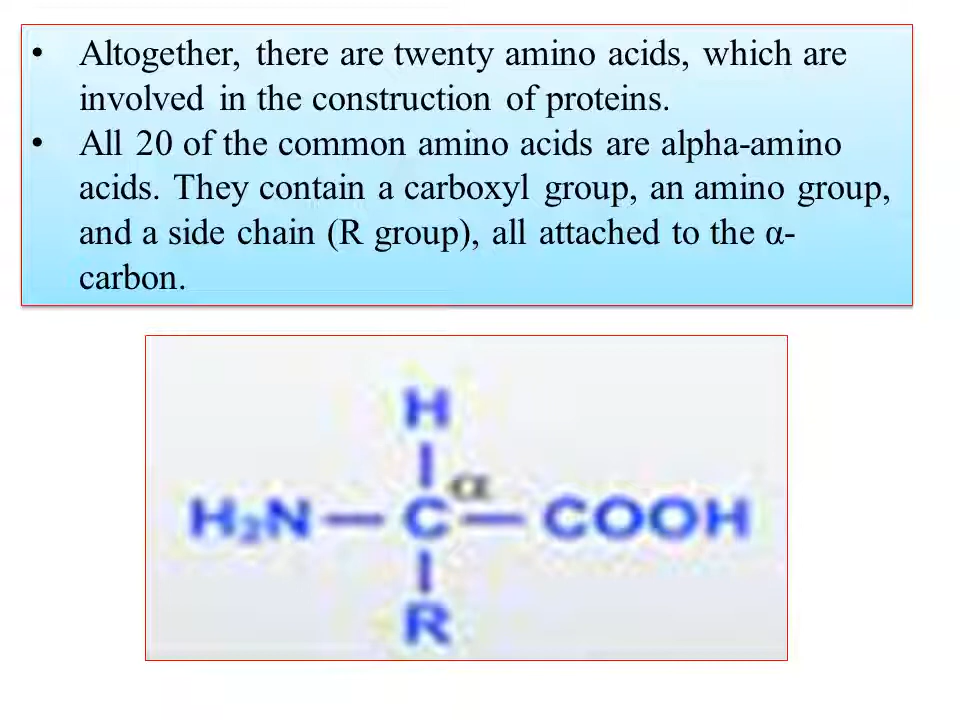 • Altogether, there are twenty amino acids, which are
involved in the construction of proteins.
• All 20 of the common amino acids are alpha-amino
acids. They contain a carboxyl group, an amino group,
and a side chain (R group), all attached to the α-
carbon.
H
α
H₂N — C — COOH
R